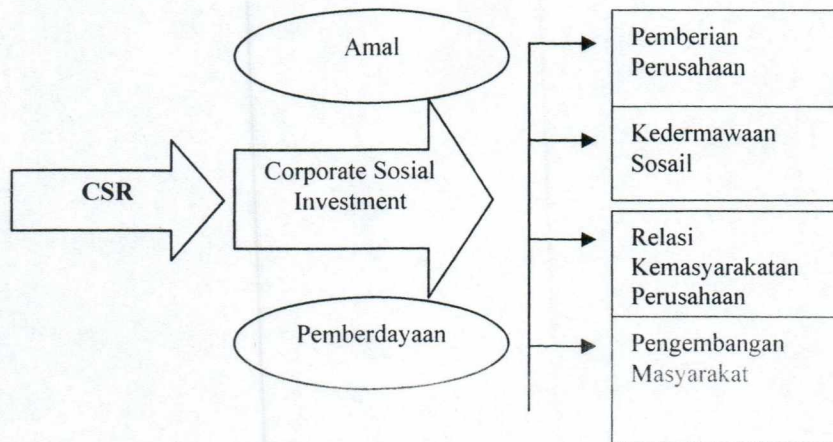 Amal
CSR
Corporate Sosial
Investment
Pemberdayaan
Pemberian
Perusahaan
Kedermawaan
Sosail
Relasi
Kemasyarakatan
Perusahaan
Pengembangan
Masyarakat